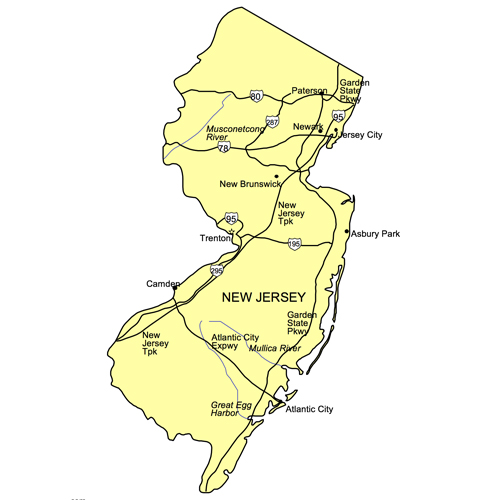 Garden
State
Pkwy
Paterson
80
287
95
Newark
Jersey City
Musconetcong
River
78
New Brunswick
New
Jersey
Tpk
95
Trenton
195
Asbury Park
295
Camden
NEW JERSEY
Garden
State
Pkwy
New
Jersey
Tpk
Atlantic City
Expwy
Mullica River
Great Egg
Harbor
Atlantic City